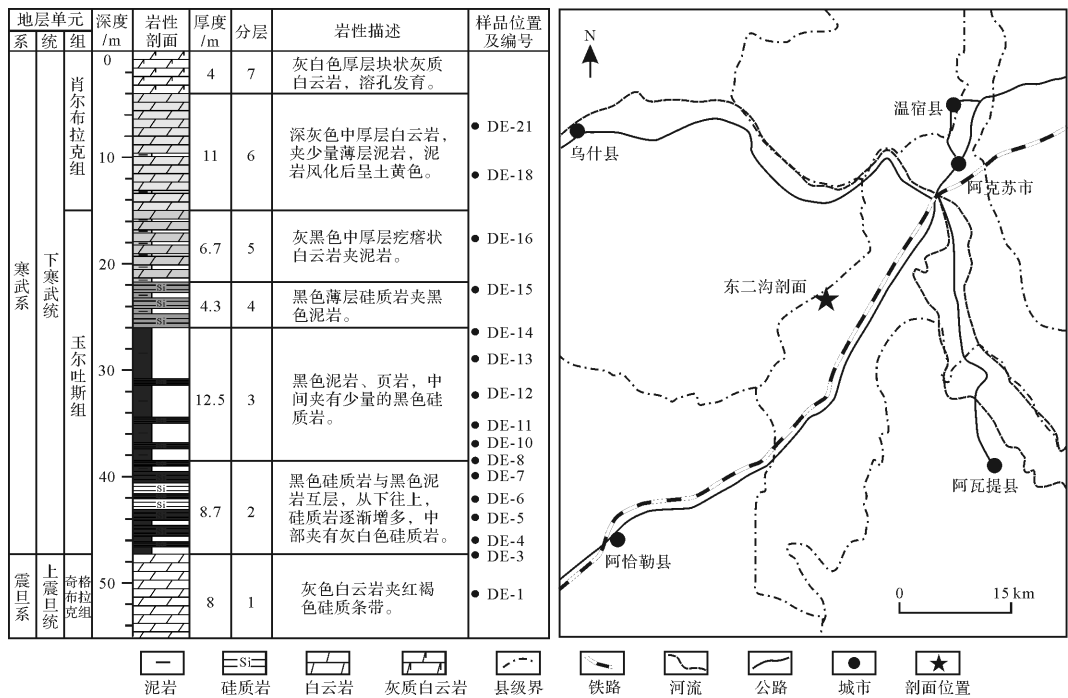 地层单元
系
统
组
深度
/m
岩性
剖面
厚度
/m
分层
岩性描述
样品位置
及编号
寒武系
下寒武统
肖尔布拉克组
玉尔吐斯组
震旦系
上震旦统
奇格布拉克组
0
10
20
30
40
50
4
7
灰白色厚层块状灰质
白云岩，溶孔发育。
11
6
深灰色中厚层白云岩，
夹少量薄层泥岩，泥
岩风化后呈土黄色。
6.7
5
灰黑色中厚层疙瘩状
白云岩夹泥岩。
4.3
4
黑色薄层硅质岩夹黑
色泥岩。
12.5
3
黑色泥岩、页岩，中
间夹有少量的黑色硅
质岩。
8.7
2
黑色硅质岩与黑色泥
岩互层，从下往上，
硅质岩逐渐增多，中
部夹有灰白色硅质岩。
8
1
灰色白云岩夹红褐
色硅质条带。
Si
Si
Si
Si
Si
DE-21
DE-18
DE-16
DE-15
DE-14
DE-13
DE-12
DE-11
DE-10
DE-8
DE-7
DE-6
DE-5
DE-4
DE-3
DE-1
N
温宿县
乌什县
阿克苏市
东二沟剖面
阿瓦提县
阿恰勒县
0
15 km
Si
泥岩
硅质岩
白云岩
灰质白云岩
县级界
铁路
河流
公路
城市
剖面位置